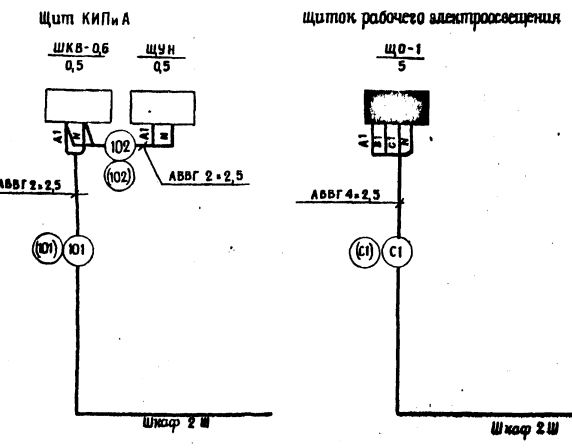 Щит КИПиА
ШКВ-0,6
0,5
ЩУН
0,5
А1
N
А1
N
102
(102)
АВВГ 2×2,5
АВВГ 2×2,5
(101)
101
Шкаф 2Ш
Щиток рабочего электроосвещения
ЩО-1
5
А1
В1
С1
N
АВВГ 4×2,5
(С1)
С1
Шкаф 2Ш